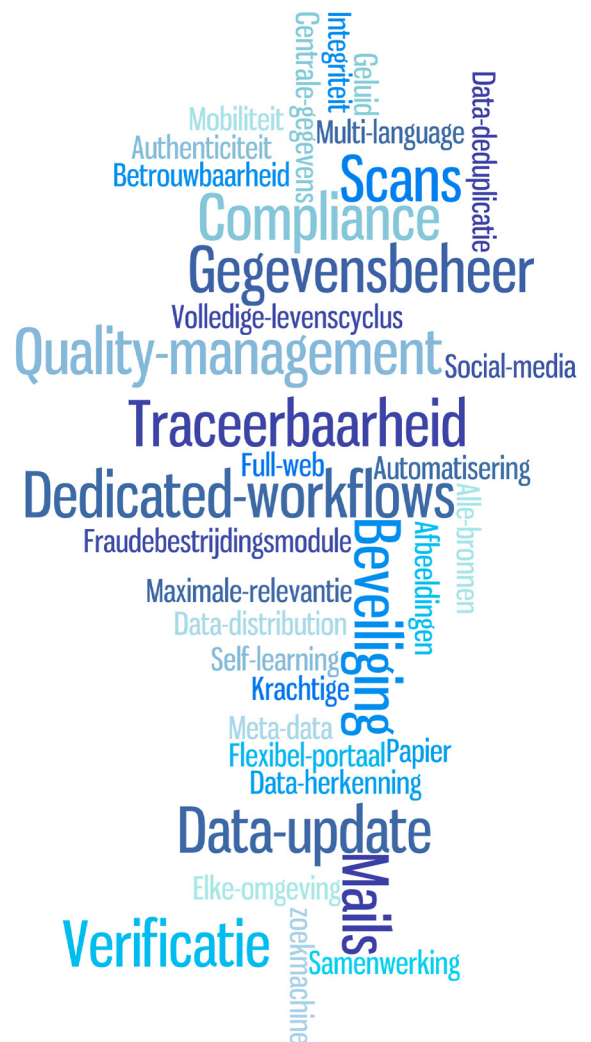 Centrale-gegevens
Integriteit
Geluid
Data-deduplicatie
Mobiliteit
Multi-language
Authenticiteit
Betrouwbaarheid
Scans
Compliance
Gegevensbeheer
Volledige-levenscyclus
Quality-management
Social-media
Traceerbaarheid
Full-web
Automatisering
Dedicated-workflows
Alle-bronnen
Fraudebestrijdingsmodule
Beveiliging
Afbeeldingen
Maximale-relevantie
Data-distribution
Self-learning
Krachtige
Meta-data
Flexibel-portaal
Papier
Data-herkenning
Data-update
Mails
Elke-omgeving
zoekmachine
Verificatie
Samenwerking